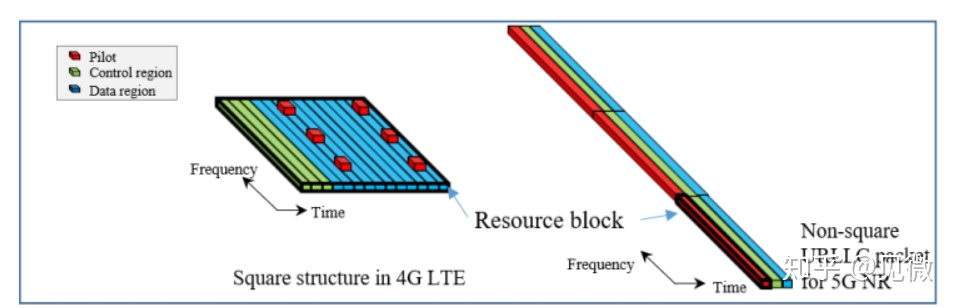 Pilot
Control region
Data region
Frequency
Time
Resource block
Square structure in 4G LTE
Frequency
Time
Non-square
URLLC packet
for 5G NR
知乎 @见微